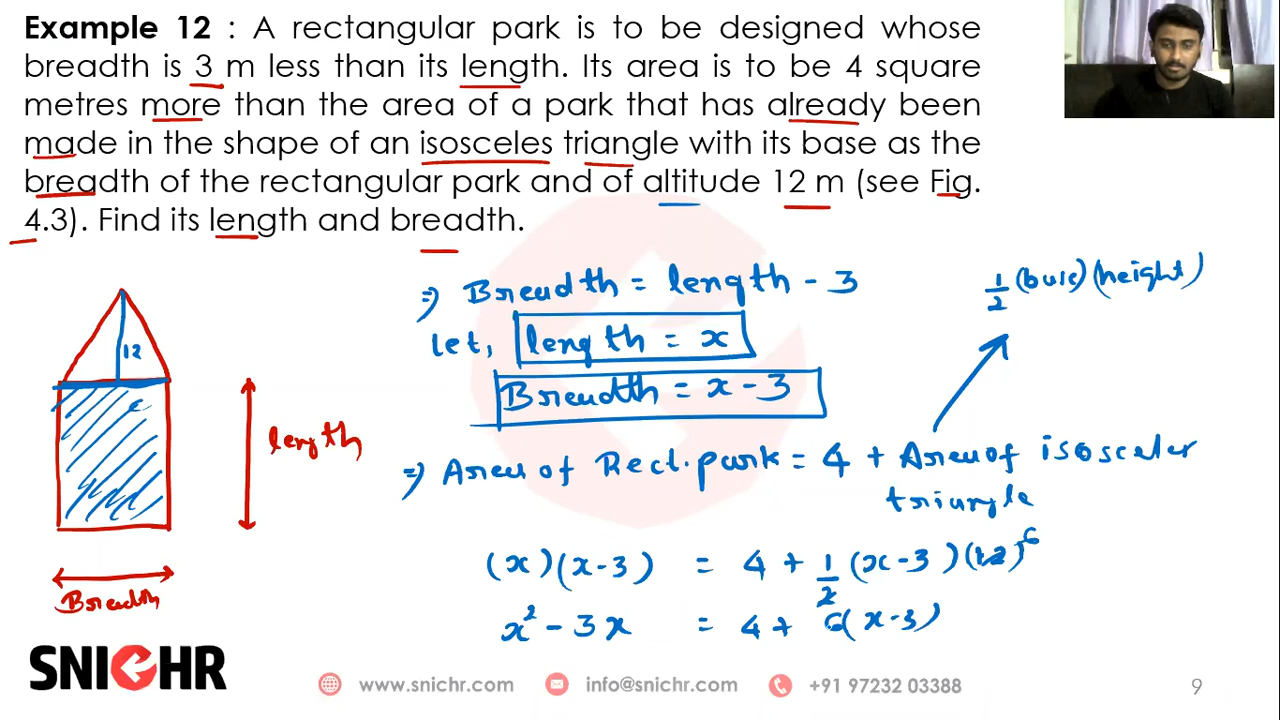 Example 12 : A rectangular park is to be designed whose
breadth is 3 m less than its length. Its area is to be 4 square
metres more than the area of a park that has already been
made in the shape of an isosceles triangle with its base as the
breadth of the rectangular park and of altitude 12 m (see Fig.
4.3). Find its length and breadth.
⇒ Breadth = length - 3
1/2 (base) (height)
let, length = x
Breadth = x - 3
12
length
Breadth
⇒ Area of Rect. park = 4 + Area of isosceles
triangle
(x)(x-3) = 4 + 1/2 (x-3)(12) 6
x² - 3x = 4 + 6(x-3)
SNICHR
www.snichr.com info@snichr.com +91 97232 03388
9